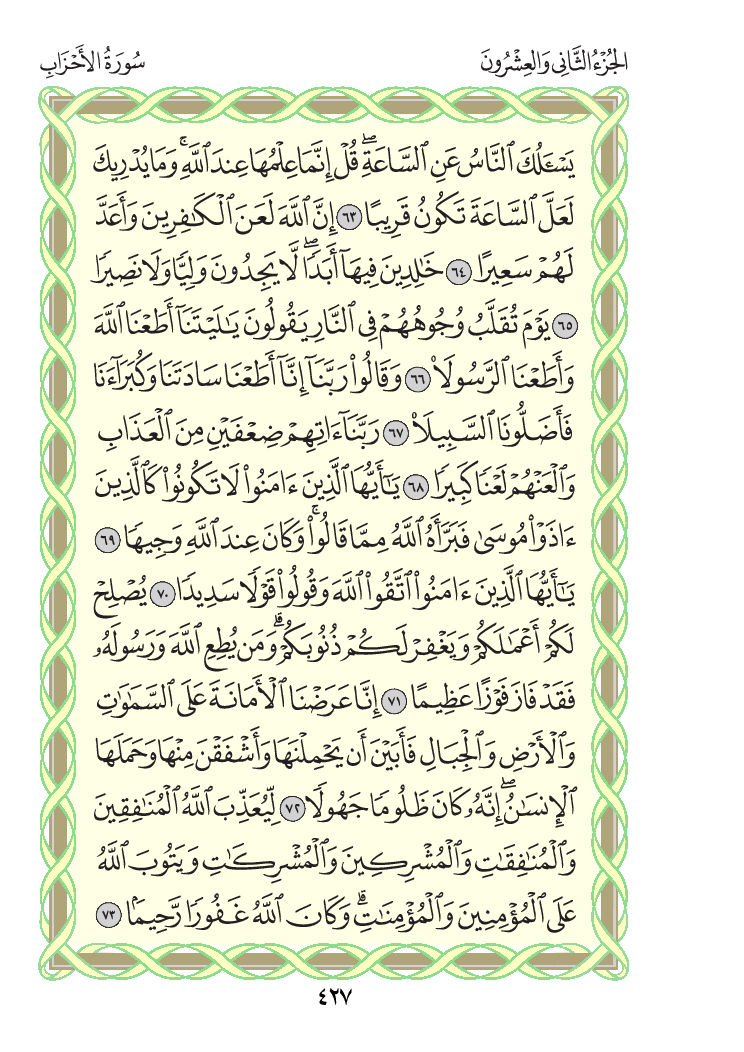 الجُزْءُ الثَّانِي وَالعِشْرُونَ
سُورَةُ الأَحْزَابِ
يَسْـَٔلُكَ ٱلنَّاسُ عَنِ ٱلسَّاعَةِۖ قُلْ إِنَّمَا عِلْمُهَا عِندَ ٱللَّهِۚ وَمَا يُدْرِيكَ
لَعَلَّ ٱلسَّاعَةَ تَكُونُ قَرِيبًا ٦٣ إِنَّ ٱللَّهَ لَعَنَ ٱلْكَـٰفِرِينَ وَأَعَدَّ
لَهُمْ سَعِيرًا ٦٤ خَـٰلِدِينَ فِيهَآ أَبَدًاۖ لَّا يَجِدُونَ وَلِيًّا وَلَا نَصِيرًا
٦٥ يَوْمَ تُقَلَّبُ وُجُوهُهُمْ فِى ٱلنَّارِ يَقُولُونَ يَـٰلَيْتَنَآ أَطَعْنَا ٱللَّهَ
وَأَطَعْنَا ٱلرَّسُولَا۠ ٦٦ وَقَالُوا۟ رَبَّنَآ إِنَّآ أَطَعْنَا سَادَتَنَا وَكُبَرَآءَنَا
فَأَضَلُّونَا ٱلسَّبِيلَا۠ ٦٧ رَبَّنَآ ءَاتِهِمْ ضِعْفَيْنِ مِنَ ٱلْعَذَابِ
وَٱلْعَنْهُمْ لَعْنًا كَبِيرًا ٦٨ يَـٰٓأَيُّهَا ٱلَّذِينَ ءَامَنُوا۟ لَا تَكُونُوا۟ كَٱلَّذِينَ
ءَاذَوْا۟ مُوسَىٰ فَبَرَّأَهُ ٱللَّهُ مِمَّا قَالُوا۟ۚ وَكَانَ عِندَ ٱللَّهِ وَجِيهًا ٦٩
يَـٰٓأَيُّهَا ٱلَّذِينَ ءَامَنُوا۟ ٱتَّقُوا۟ ٱللَّهَ وَقُولُوا۟ قَوْلًا سَدِيدًا ٧٠ يُصْلِحْ
لَكُمْ أَعْمَـٰلَكُمْ وَيَغْفِرْ لَكُمْ ذُنُوبَكُمْۗ وَمَن يُطِعِ ٱللَّهَ وَرَسُولَهُۥ
فَقَدْ فَازَ فَوْزًا عَظِيمًا ٧١ إِنَّا عَرَضْنَا ٱلْأَمَانَةَ عَلَى ٱلسَّمَـٰوَٰتِ
وَٱلْأَرْضِ وَٱلْجِبَالِ فَأَبَيْنَ أَن يَحْمِلْنَهَا وَأَشْفَقْنَ مِنْهَا وَحَمَلَهَا
ٱلْإِنسَـٰنُۖ إِنَّهُۥ كَانَ ظَلُومًا جَهُولًا ٧٢ لِّيُعَذِّبَ ٱللَّهُ ٱلْمُنَـٰفِقِينَ
وَٱلْمُنَـٰفِقَـٰتِ وَٱلْمُشْرِكِينَ وَٱلْمُشْرِكَـٰتِ وَيَتُوبَ ٱللَّهُ
عَلَى ٱلْمُؤْمِنِينَ وَٱلْمُؤْمِنَـٰتِۗ وَكَانَ ٱللَّهُ غَفُورًا رَّحِيمًۢا ٧٣
٤٢٧